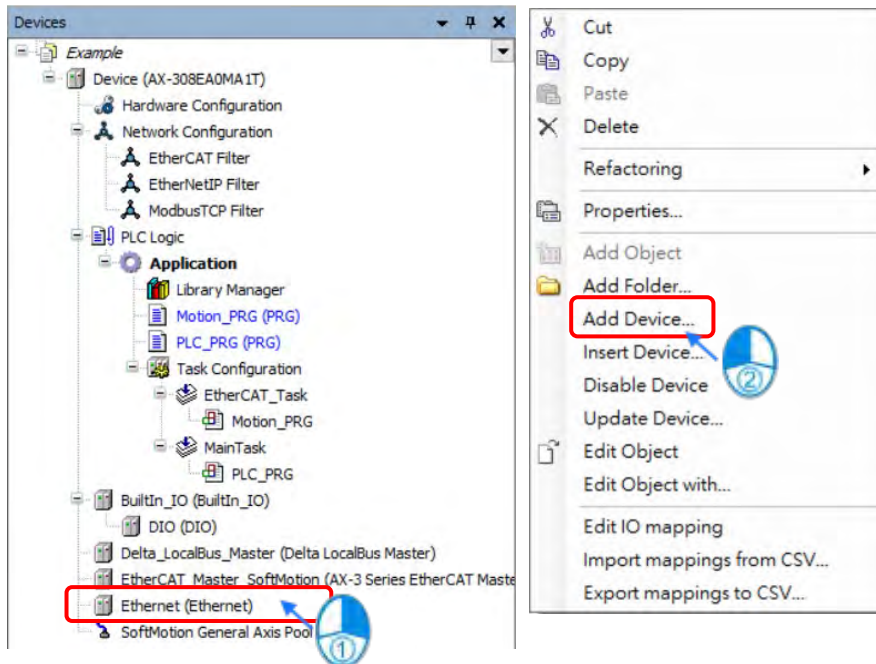 Devices
Example
Device (AX-308EA0MA1T)
Hardware Configuration
Network Configuration
EtherCAT Filter
EtherNetIP Filter
ModbusTCP Filter
PLC Logic
Application
Library Manager
Motion_PRG (PRG)
PLC_PRG (PRG)
Task Configuration
EtherCAT_Task
Motion_PRG
MainTask
PLC_PRG
BuiltIn_IO (BuiltIn_IO)
DIO (DIO)
Delta_LocalBus_Master (Delta LocalBus Master)
EtherCAT_Master_SoftMotion (AX-3 Series EtherCAT Maste
Ethernet (Ethernet)
①
SoftMotion General Axis Pool
Cut
Copy
Paste
Delete
Refactoring
Properties...
Add Object
Add Folder...
Add Device...
Insert Device...
②
Disable Device
Update Device...
Edit Object
Edit Object with...
Edit IO mapping
Import mappings from CSV...
Export mappings to CSV...